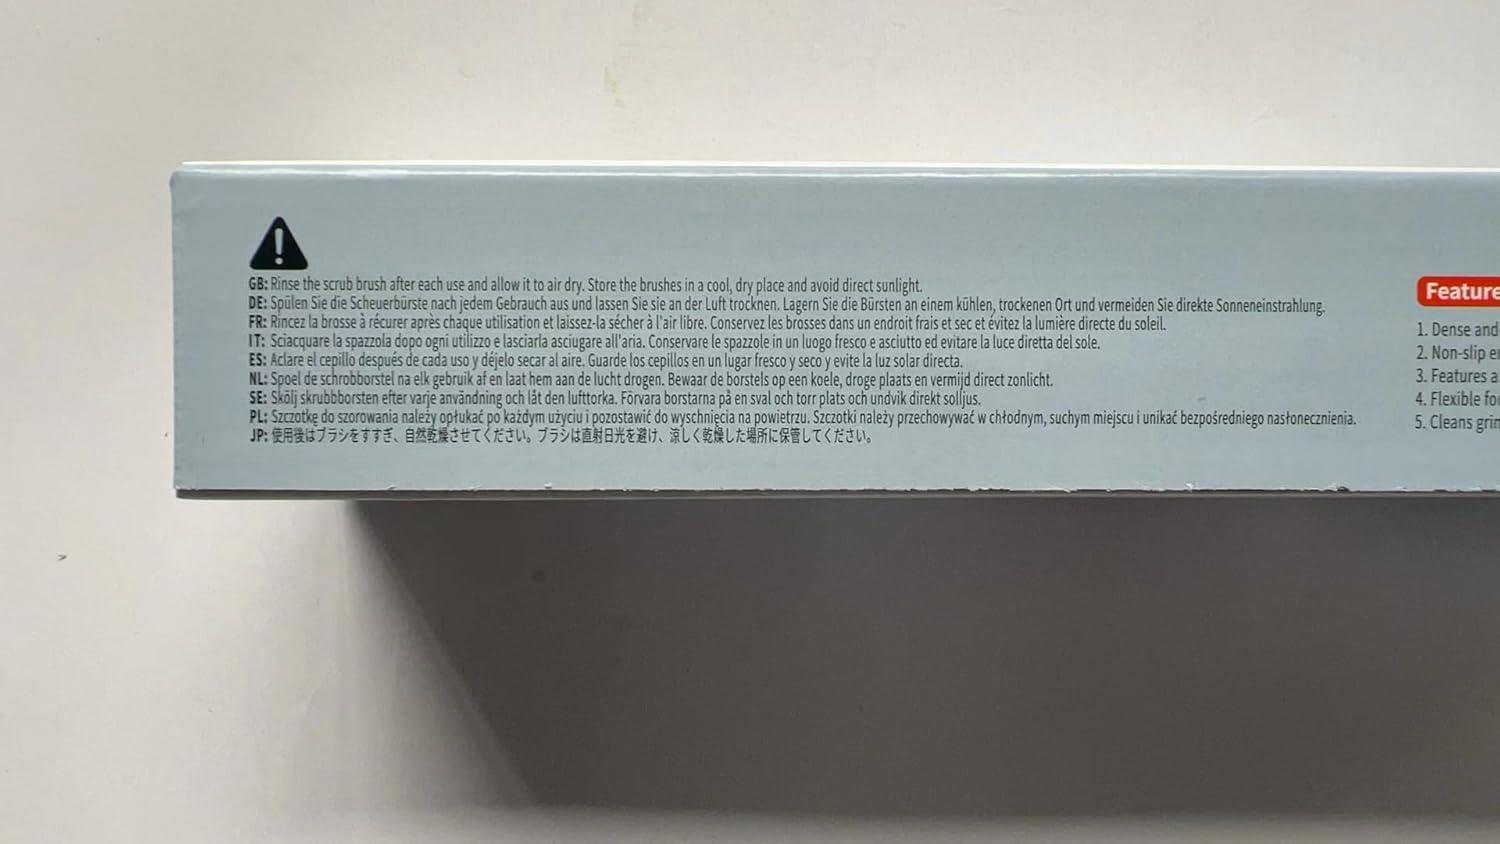 GB: Rinse the scrub brush after each use and allow it to air dry. Store the brushes in a cool, dry place and avoid direct sunlight.
DE: Spülen Sie die Scheuerbürste nach jedem Gebrauch aus und lassen Sie sie an der Luft trocknen. Lagern Sie die Bürsten an einem kühlen, trockenen Ort und vermeiden Sie direkte Sonneneinstrahlung.
FR: Rincez la brosse à récurer après chaque utilisation et laissez-la sécher à l'air libre. Conservez les brosses dans un endroit frais et sec et évitez la lumière directe du soleil.
IT: Sciacquare la spazzola dopo ogni utilizzo e lasciarla asciugare all'aria. Conservare le spazzole in un luogo fresco e asciutto ed evitare la luce diretta del sole.
ES: Aclare el cepillo después de cada uso y déjelo secar al aire. Guarde los cepillos en un lugar fresco y seco y evite la luz solar directa.
NL: Spoel de schrobborstel na elk gebruik af en laat hem aan de lucht drogen. Bewaar de borstels op een koele, droge plaats en vermijd direct zonlicht.
SE: Skölj skrubbborsten efter varje användning och låt den lufttorka. Förvara borstarna på en sval och torr plats och undvik direkt solljus.
PL: Szczotkę do szorowania należy opłukać po każdym użyciu i pozostawić do wyschnięcia na powietrzu. Szczotki należy przechowywać w chłodnym, suchym miejscu i unikać bezpośredniego nasłonecznienia.
JP: 使用後はブラシをすすぎ、自然乾燥させてください。ブラシは直射日光を避け、涼しく乾燥した場所に保管してください。
Feature
1. Dense and
2. Non-slip
3. Features a
4. Flexible
5. Cleans